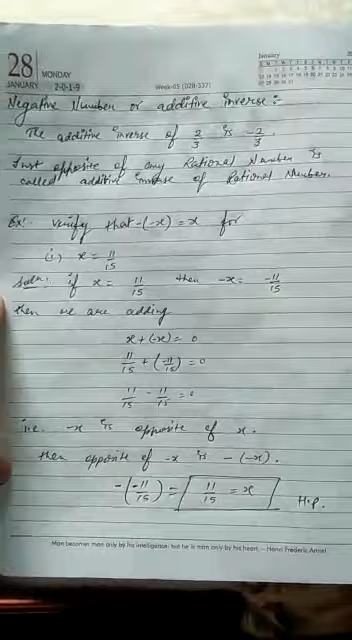 28 MONDAY
JANUARY 2-0-1-9 Week-05 (028-337)
January
Negative Number or additive inverse :-
The additive inverse of 2/3 is -2/3.
Just opposite of any Rational Number is
called additive inverse of Rational Number.
Ex:- Verify that -(-x) = x for
(i) x = 11/15
Soln: if x = 11/15 then -x = -11/15
then we are adding
x + (-x) = 0
11/15 + (-11/15) = 0
11/15 - 11/15 = 0
i.e. -x is opposite of x.
then opposite of -x is -(-x).
-(-11/15) = 11/15 = x H.p.
Man becomes man only by his intelligence, but he is man only by his heart. – Henri Frederic Amiel